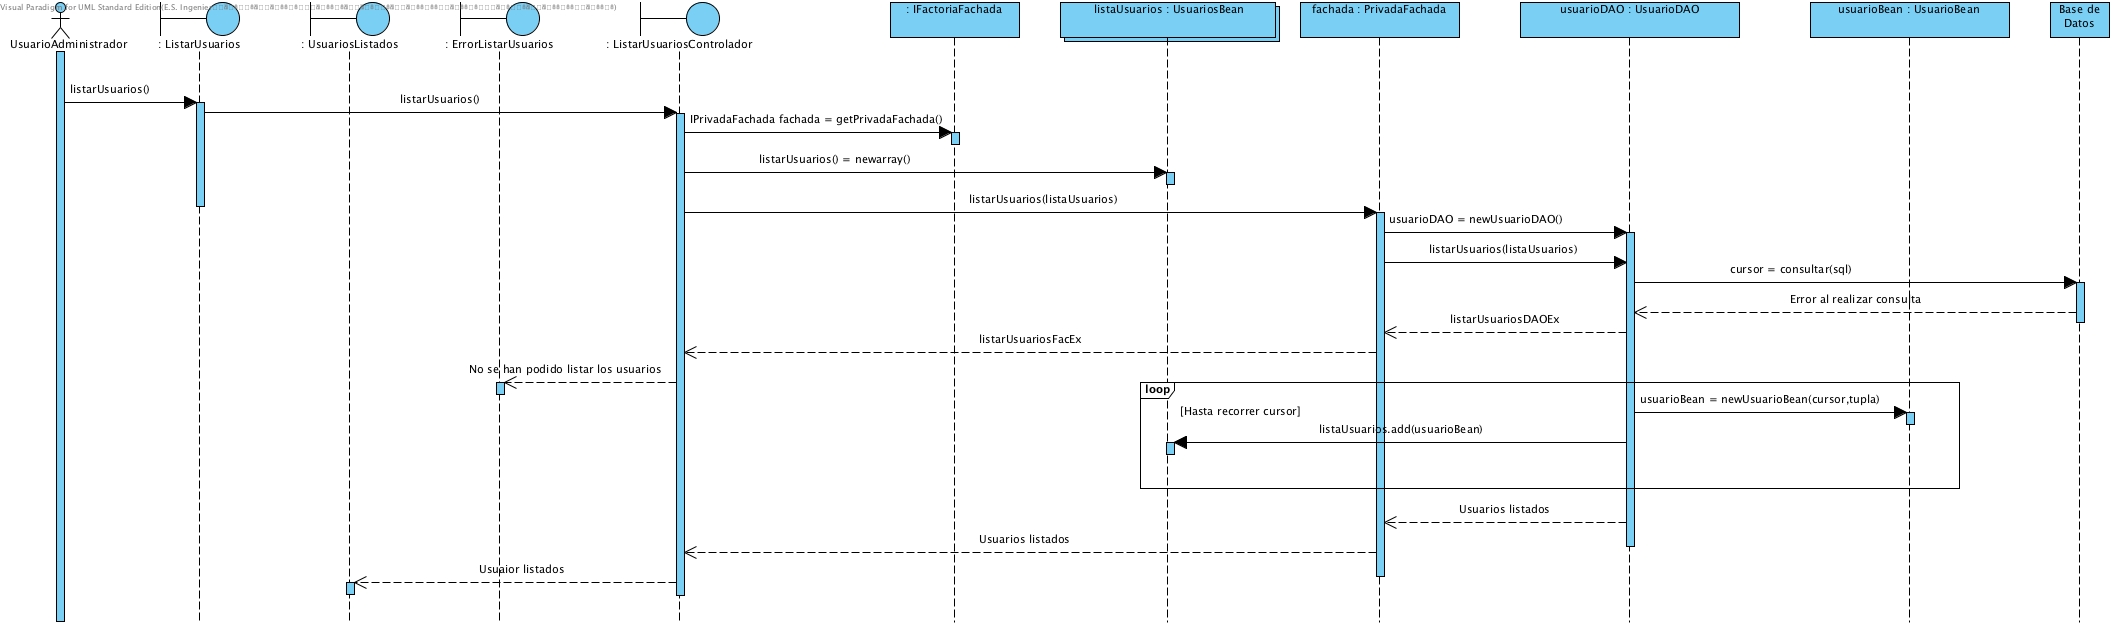 Visual Paradigm for UML Standard Edition(E.S. Ingenier
UsuarioAdministrador
: ListarUsuarios
: UsuariosListados
: ErrorListarUsuarios
: ListarUsuariosControlador
: IFactoriaFachada
listaUsuarios : UsuariosBean
fachada : PrivadaFachada
usuarioDAO : UsuarioDAO
usuarioBean : UsuarioBean
Base de
Datos
listarUsuarios()
listarUsuarios()
IPrivadaFachada fachada = getPrivadaFachada()
listarUsuarios() = newarray()
listarUsuarios(listaUsuarios)
usuarioDAO = newUsuarioDAO()
listarUsuarios(listaUsuarios)
cursor = consultar(sql)
Error al realizar consulta
listarUsuariosDAOEx
listarUsuariosFacEx
No se han podido listar los usuarios
loop
[Hasta recorrer cursor]
usuarioBean = newUsuarioBean(cursor,tupla)
listaUsuarios.add(usuarioBean)
Usuarios listados
Usuarios listados
Usuaior listados